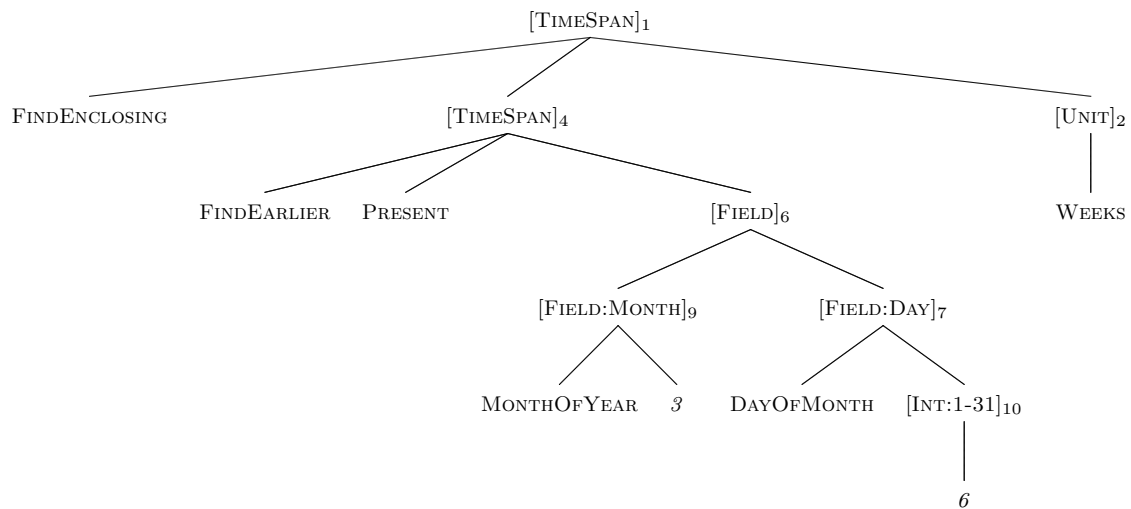 [TimeSpan]1
FindEnclosing [TimeSpan]4 [Unit]2
FindEarlier Present [Field]6 Weeks
[Field:Month]9 [Field:Day]7
MonthOfYear 3 DayOfMonth [Int:1-31]10
6